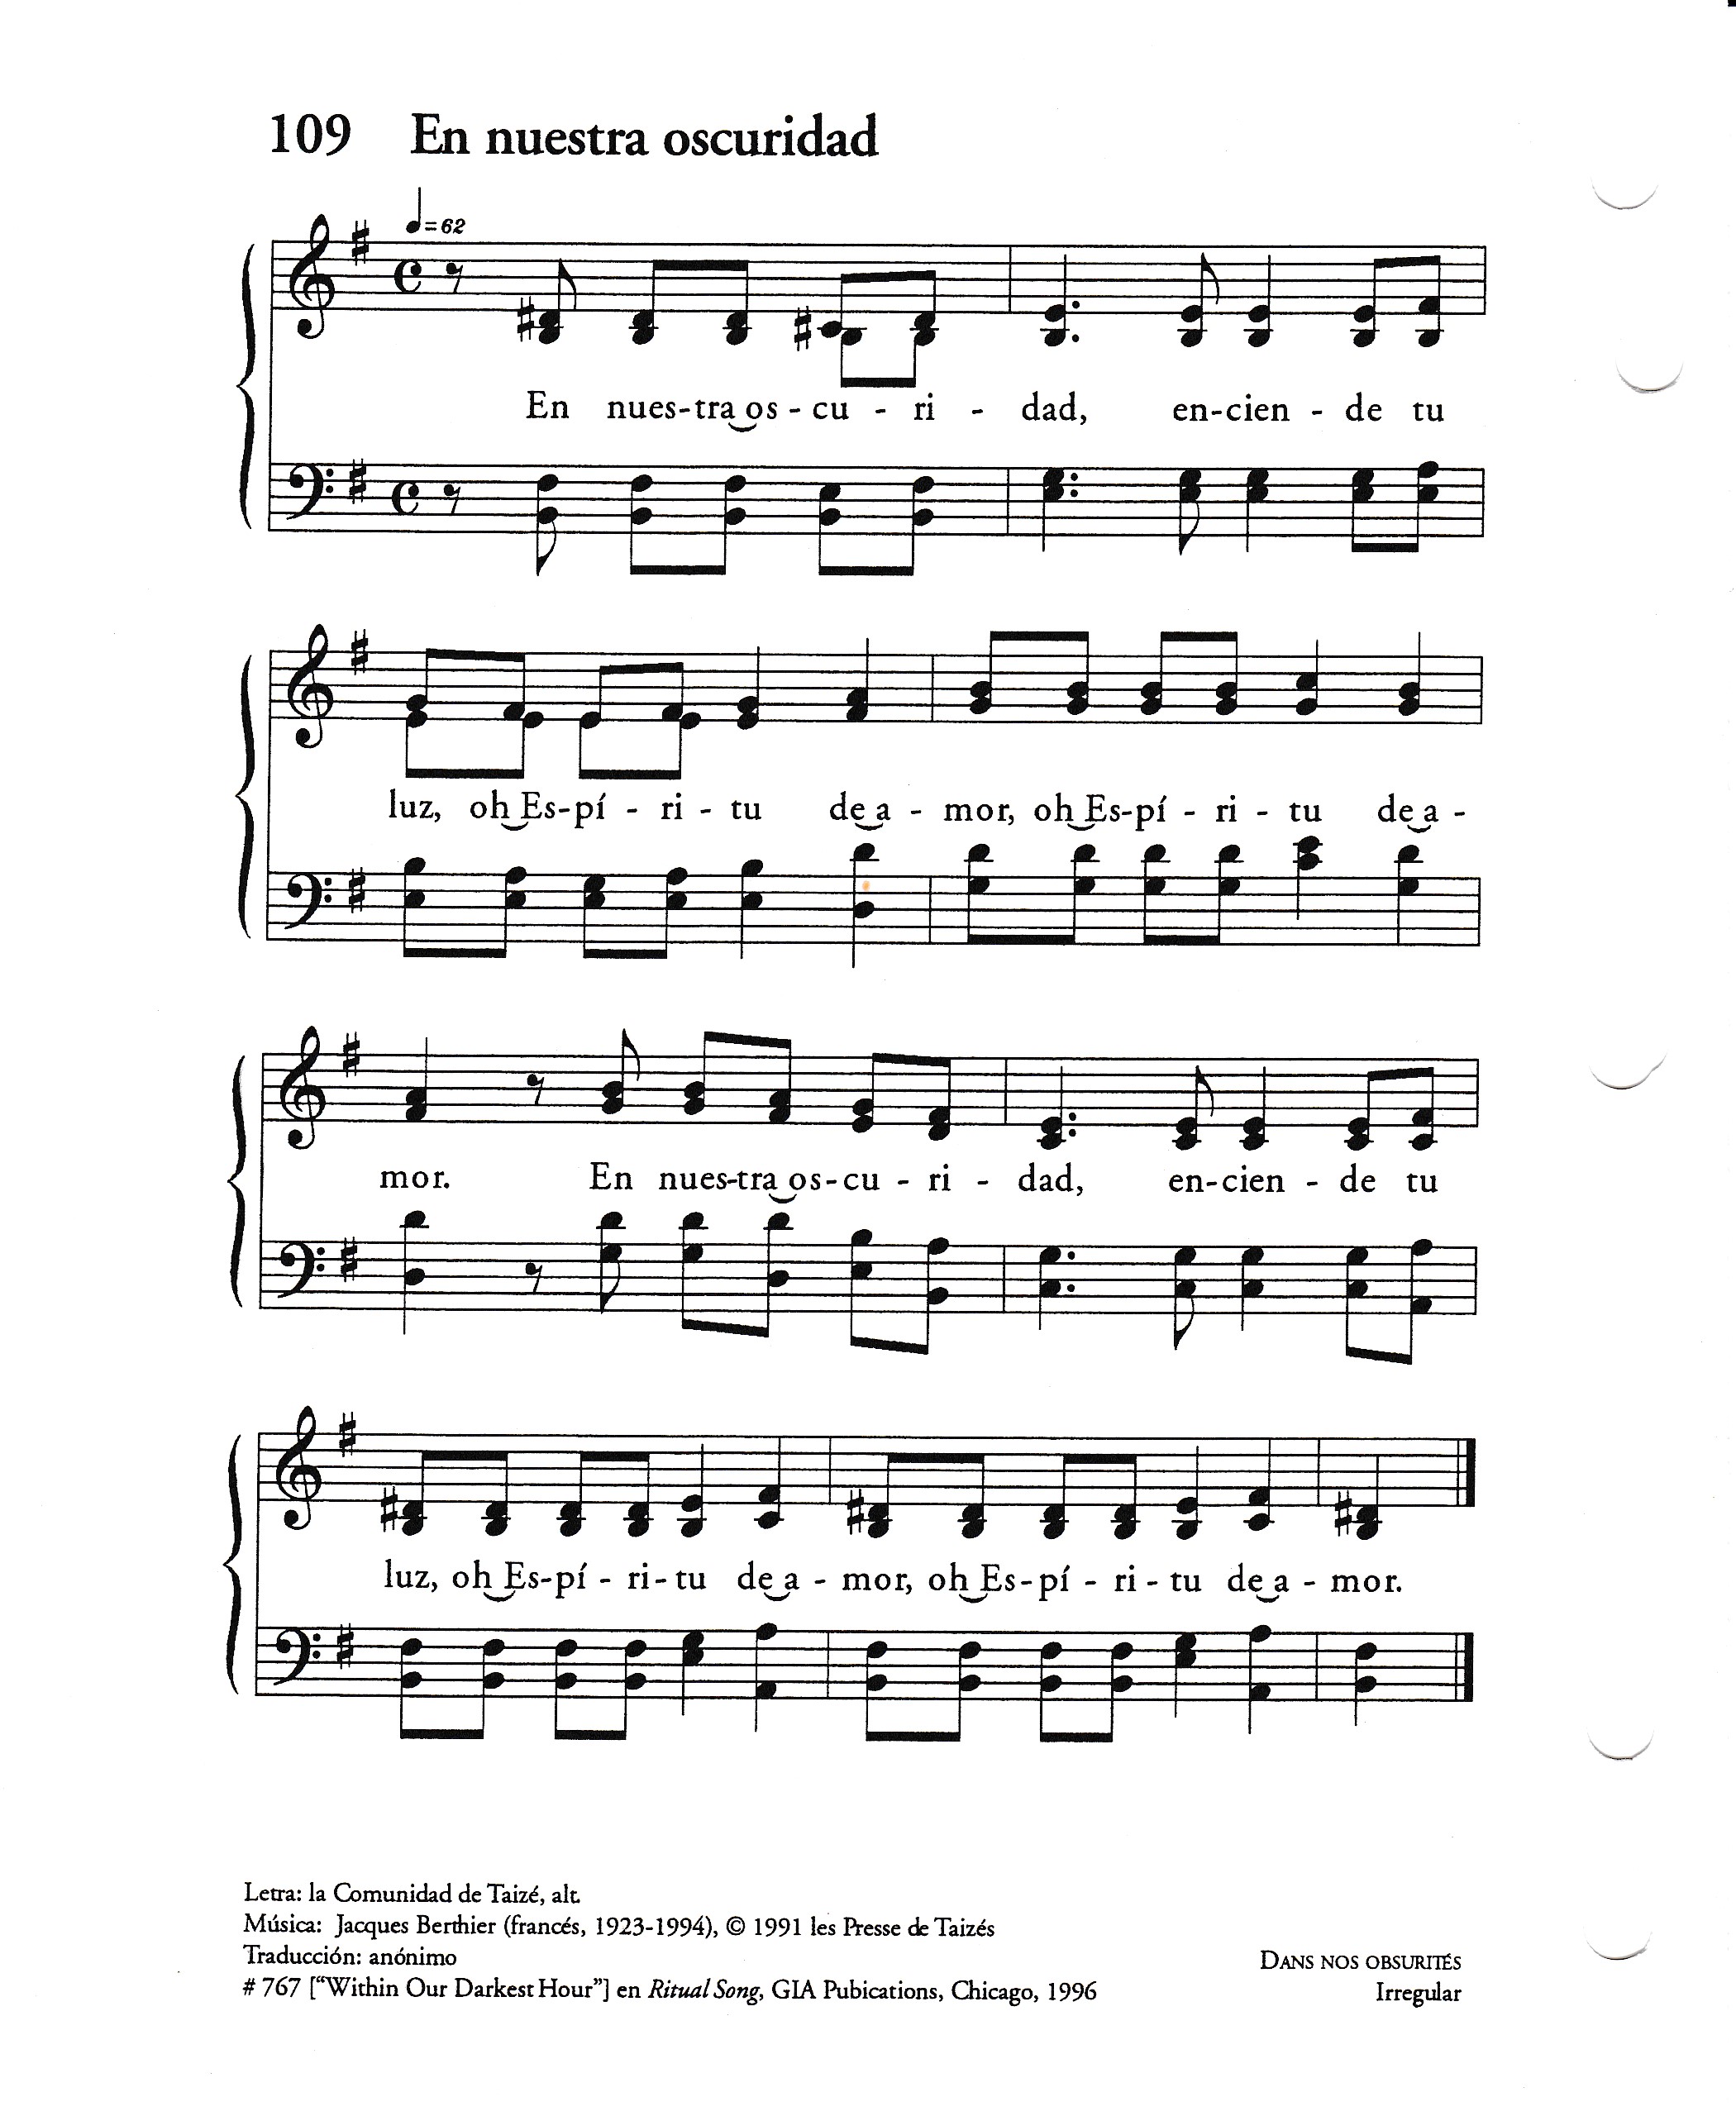 109 En nuestra oscuridad
♩=62
En nues-tra os-cu-ri-dad, en-cien-de tu
luz, oh Es-pí-ri-tu de a-mor, oh Es-pí-ri-tu de a-
mor. En nues-tra os-cu-ri-dad, en-cien-de tu
luz, oh Es-pí-ri-tu de a-mor, oh Es-pí-ri-tu de a-mor.
Letra: la Comunidad de Taizé, alt.
Música: Jacques Berthier (francés, 1923-1994), © 1991 les Presse de Taizés
Traducción: anónimo
# 767 [“Within Our Darkest Hour”] en Ritual Song, GIA Pubications, Chicago, 1996
DANS NOS OBSURITÉS
Irregular